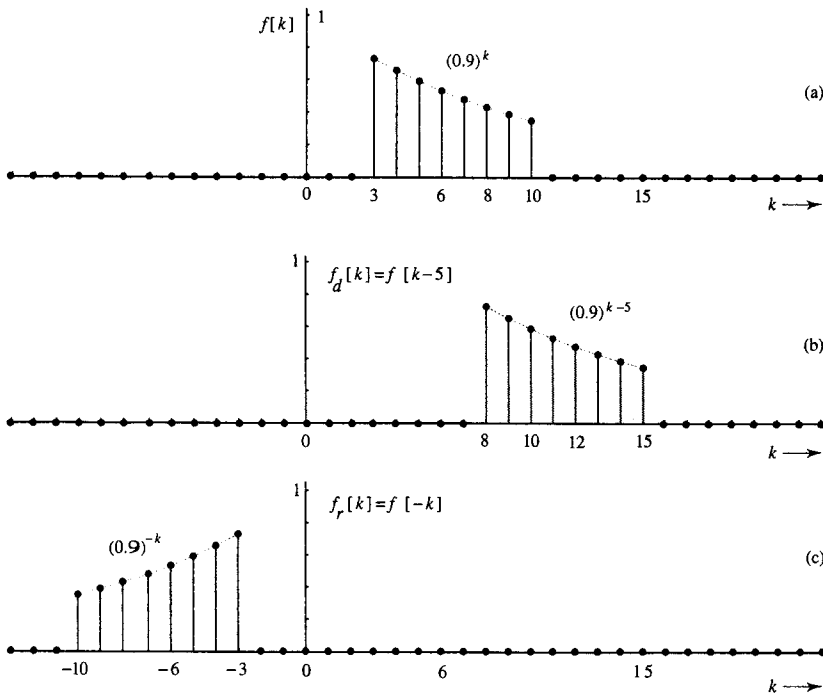 f[k]
1
(0.9)^k
(a)
0 3 6 8 10 15
k →
1
f_d[k]=f [k−5]
(0.9)^{k−5}
(b)
0 8 10 12 15
k →
1
f_r[k]=f [−k]
(0.9)^{−k}
(c)
−10 −6 −3 0 6 15
k →